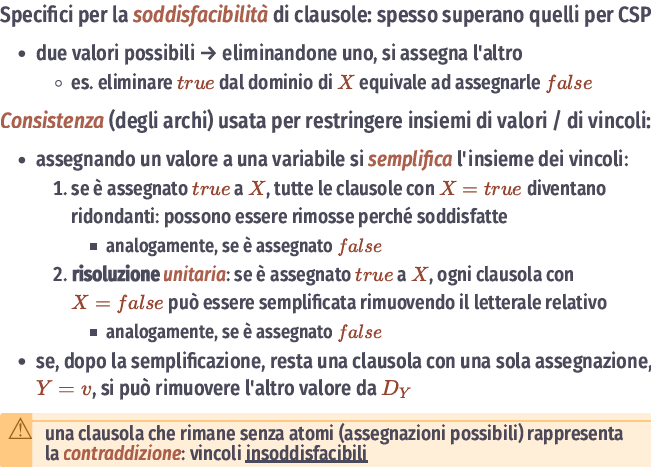 Specifici per la soddisfacibilità di clausole: spesso superano quelli per CSP
• due valori possibili → eliminandone uno, si assegna l'altro
◦ es. eliminare true dal dominio di X equivale ad assegnarle false
Consistenza (degli archi) usata per restringere insiemi di valori / di vincoli:
• assegnando un valore a una variabile si semplifica l'insieme dei vincoli:
1. se è assegnato true a X, tutte le clausole con X = true diventano
ridondanti: possono essere rimosse perché soddisfatte
▪ analogamente, se è assegnato false
2. risoluzione unitaria: se è assegnato true a X, ogni clausola con
X = false può essere semplificata rimuovendo il letterale relativo
▪ analogamente, se è assegnato false
• se, dopo la semplificazione, resta una clausola con una sola assegnazione,
Y = v, si può rimuovere l'altro valore da D_Y
⚠ una clausola che rimane senza atomi (assegnazioni possibili) rappresenta
la contraddizione: vincoli insoddisfacibili